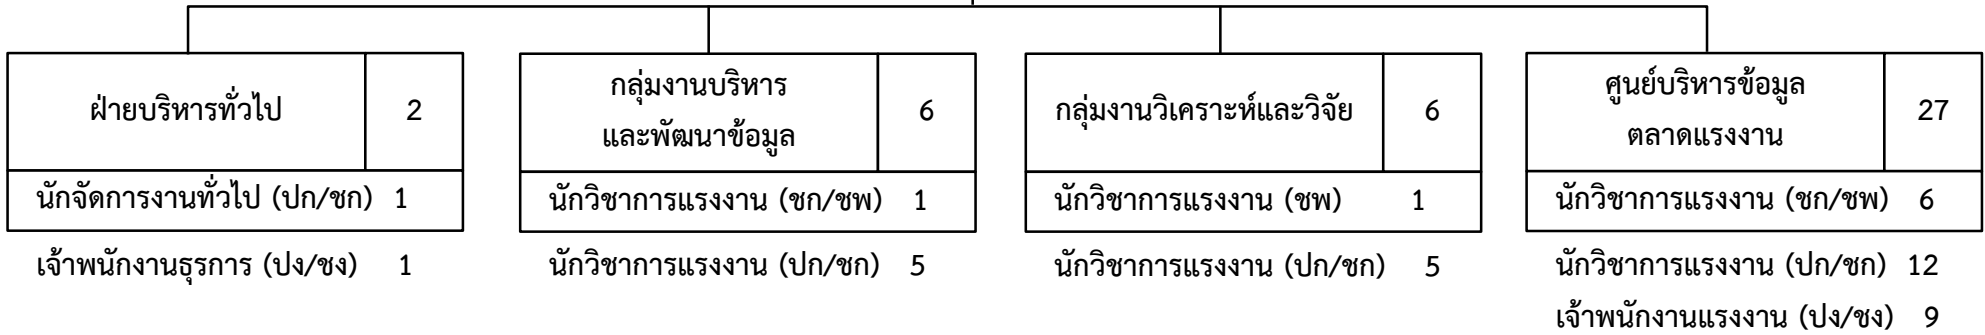 ฝ่ายบริหารทั่วไป 2
นักจัดการงานทั่วไป (ปก/ชก) 1
เจ้าพนักงานธุรการ (ปง/ชง) 1
กลุ่มงานบริหาร
และพัฒนาข้อมูล 6
นักวิชาการแรงงาน (ชก/ชพ) 1
นักวิชาการแรงงาน (ปก/ชก) 5
กลุ่มงานวิเคราะห์และวิจัย 6
นักวิชาการแรงงาน (ชพ) 1
นักวิชาการแรงงาน (ปก/ชก) 5
ศูนย์บริหารข้อมูล
ตลาดแรงงาน 27
นักวิชาการแรงงาน (ชก/ชพ) 6
นักวิชาการแรงงาน (ปก/ชก) 12
เจ้าพนักงานแรงงาน (ปง/ชง) 9